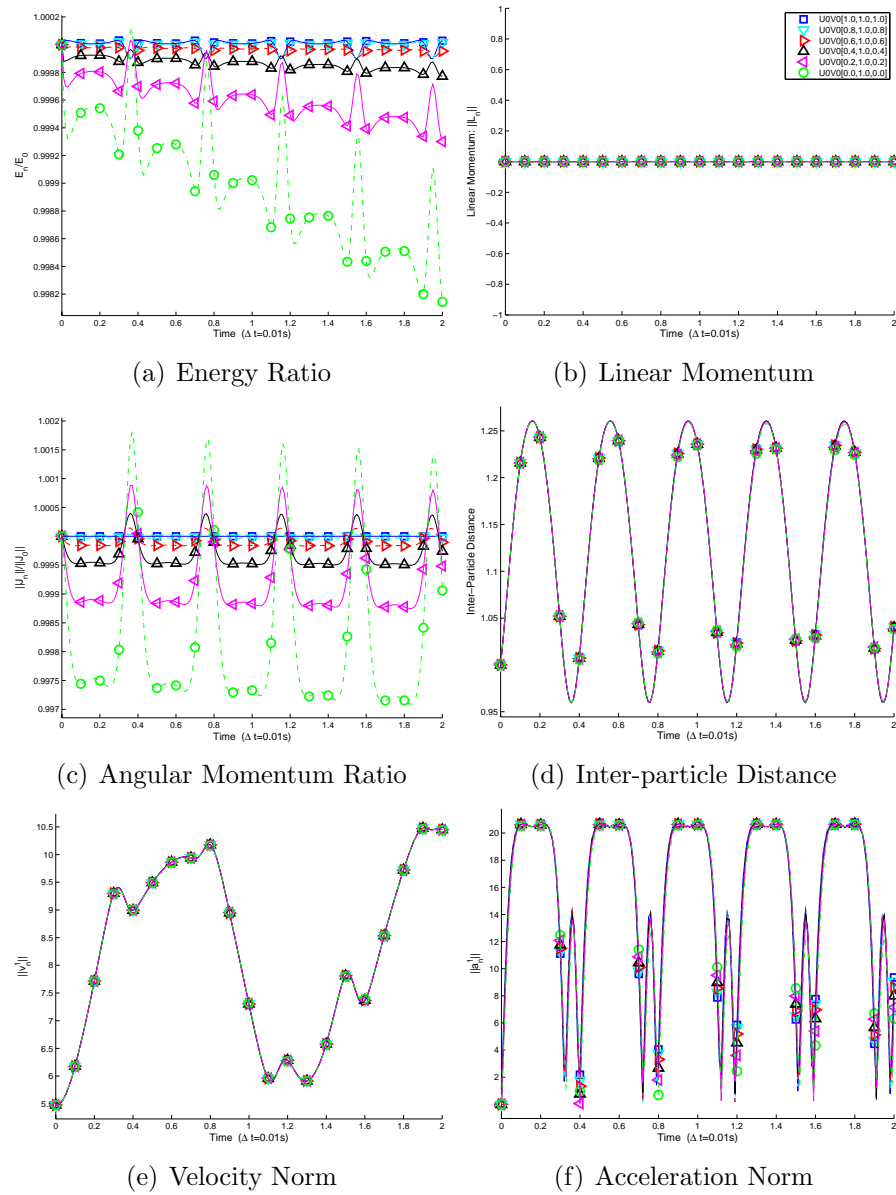 1.0002
1
0.9998
0.9996
0.9994
0.9992
0.999
0.9988
0.9986
0.9984
0.9982
0 0.2 0.4 0.6 0.8 1 1.2 1.4 1.6 1.8 2
Time (Δ t=0.01s)
E_n/E_0
(a) Energy Ratio
1
0.8
0.6
0.4
0.2
0
−0.2
−0.4
−0.6
−0.8
−1
0 0.2 0.4 0.6 0.8 1 1.2 1.4 1.6 1.8 2
Time (Δ t=0.01s)
Linear Momentum: ||L_n||
U0V0[1.0,1.0,1.0]
U0V0[0.8,1.0,0.8]
U0V0[0.6,1.0,0.6]
U0V0[0.4,1.0,0.4]
U0V0[0.2,1.0,0.2]
U0V0[0.0,1.0,0.0]
(b) Linear Momentum
1.002
1.0015
1.001
1.0005
1
0.9995
0.999
0.9985
0.998
0.9975
0.997
0 0.2 0.4 0.6 0.8 1 1.2 1.4 1.6 1.8 2
Time (Δ t=0.01s)
||J_n||/||J_0||
(c) Angular Momentum Ratio
1.25
1.2
1.15
1.1
1.05
1
0.95
0 0.2 0.4 0.6 0.8 1 1.2 1.4 1.6 1.8 2
Time (Δ t=0.01s)
Inter−Particle Distance
(d) Inter-particle Distance
10.5
10
9.5
9
8.5
8
7.5
7
6.5
6
5.5
0 0.2 0.4 0.6 0.8 1 1.2 1.4 1.6 1.8 2
Time (Δ t=0.01s)
||v_n^1||
(e) Velocity Norm
20
18
16
14
12
10
8
6
4
2
0
0 0.2 0.4 0.6 0.8 1 1.2 1.4 1.6 1.8 2
Time (Δ t=0.01s)
||a_n^1||
(f) Acceleration Norm